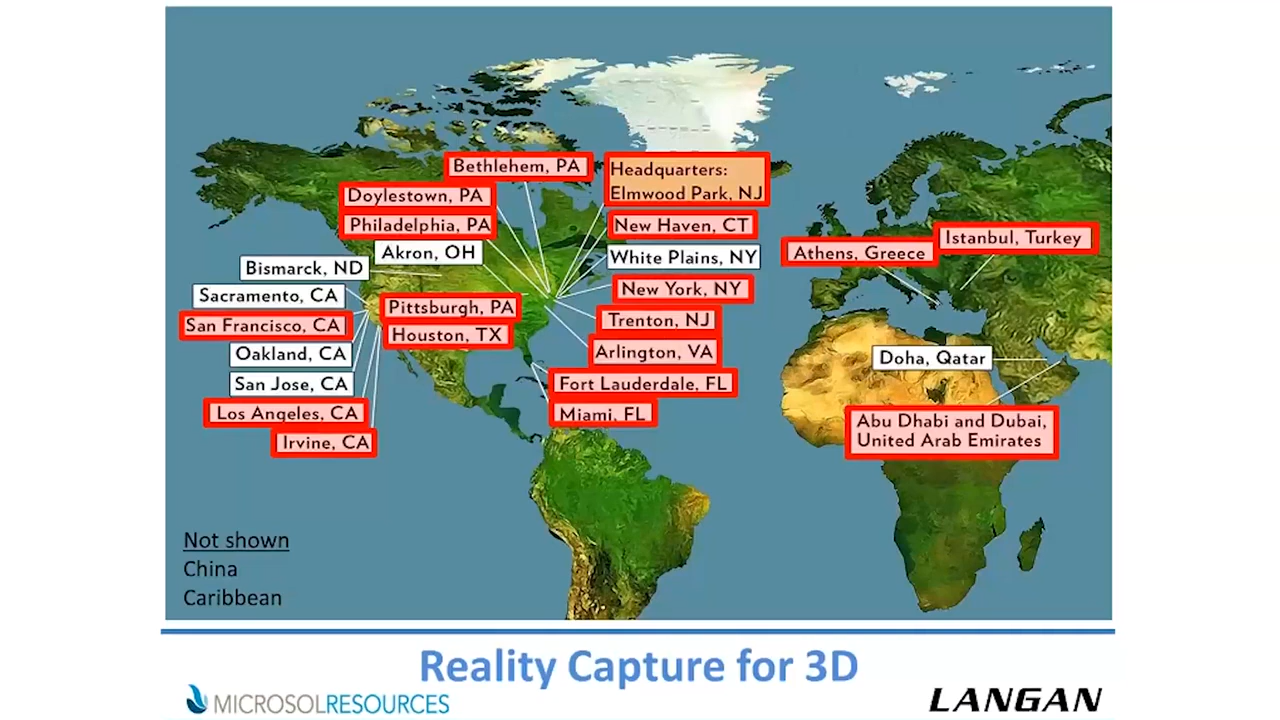 Bethlehem, PA
Headquarters:
Elmwood Park, NJ
Doylestown, PA
Philadelphia, PA
New Haven, CT
Akron, OH
White Plains, NY
Bismarck, ND
Sacramento, CA
Pittsburgh, PA
New York, NY
San Francisco, CA
Houston, TX
Trenton, NJ
Oakland, CA
Arlington, VA
San Jose, CA
Fort Lauderdale, FL
Los Angeles, CA
Miami, FL
Irvine, CA
Athens, Greece
Istanbul, Turkey
Doha, Qatar
Abu Dhabi and Dubai,
United Arab Emirates
Not shown
China
Caribbean
Reality Capture for 3D
MICROSOLRESOURCES
LANGAN